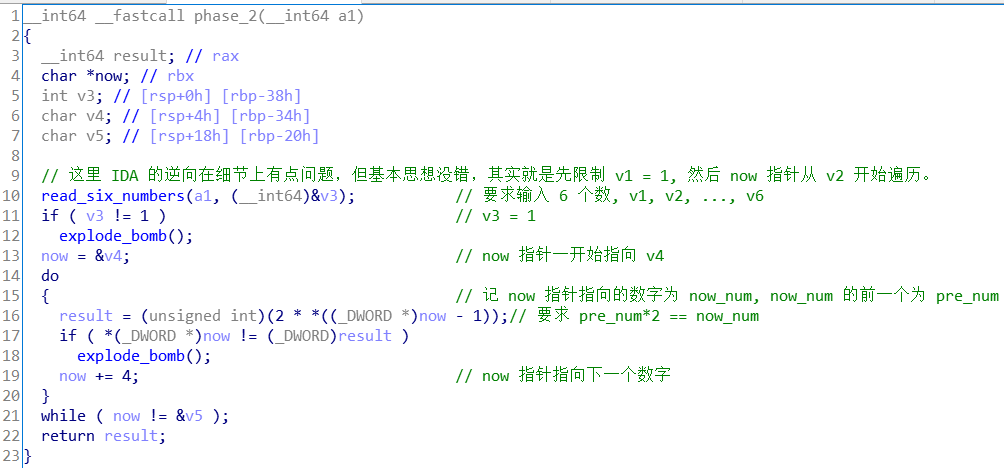 1 __int64 __fastcall phase_2(__int64 a1)
2 {
3 __int64 result; // rax
4 char *now; // rbx
5 int v3; // [rsp+0h] [rbp-38h]
6 char v4; // [rsp+4h] [rbp-34h]
7 char v5; // [rsp+18h] [rbp-20h]
8
9 // 这里 IDA 的逆向在细节上有点问题，但基本思想没错，其实就是先限制 v1 = 1, 然后 now 指针从 v2 开始遍历。
10 read_six_numbers(a1, (__int64)&v3); // 要求输入 6 个数, v1, v2, ..., v6
11 if ( v3 != 1 ) // v3 = 1
12 explode_bomb();
13 now = &v4; // now 指针一开始指向 v4
14 do
15 { // 记 now 指针指向的数字为 now_num, now_num 的前一个为 pre_num
16 result = (unsigned int)(2 * *((_DWORD *)now - 1));// 要求 pre_num*2 == now_num
17 if ( *(_DWORD *)now != (_DWORD)result )
18 explode_bomb();
19 now += 4; // now 指针指向下一个数字
20 }
21 while ( now != &v5 );
22 return result;
23 }